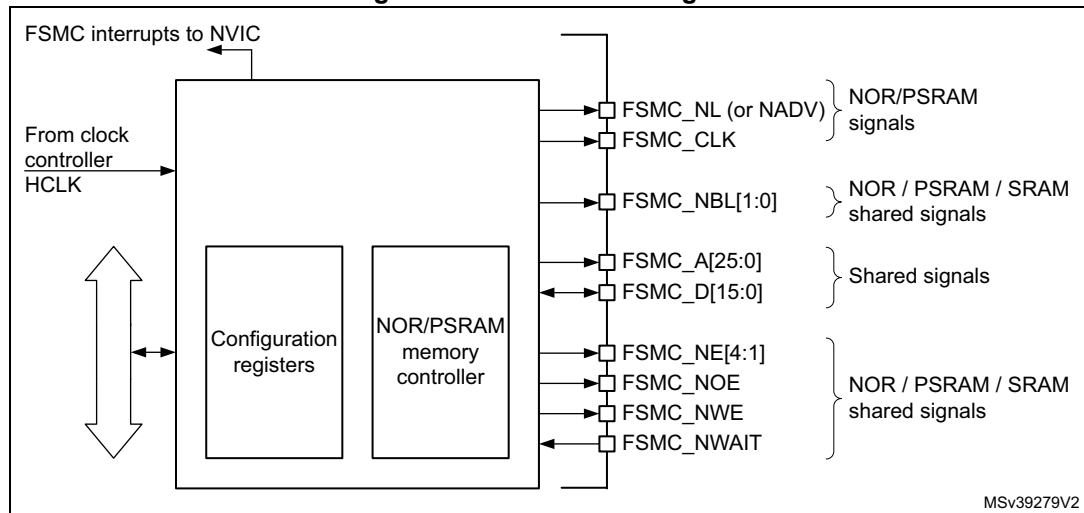 FSMC interrupts to NVIC
From clock
controller
HCLK
Configuration
registers
NOR/PSRAM
memory
controller
FSMC_NL (or NADV)
FSMC_CLK
NOR/PSRAM
signals
FSMC_NBL[1:0]
NOR / PSRAM / SRAM
shared signals
FSMC_A[25:0]
FSMC_D[15:0]
Shared signals
FSMC_NE[4:1]
FSMC_NOE
FSMC_NWE
FSMC_NWAIT
NOR / PSRAM / SRAM
shared signals
MSv39279V2